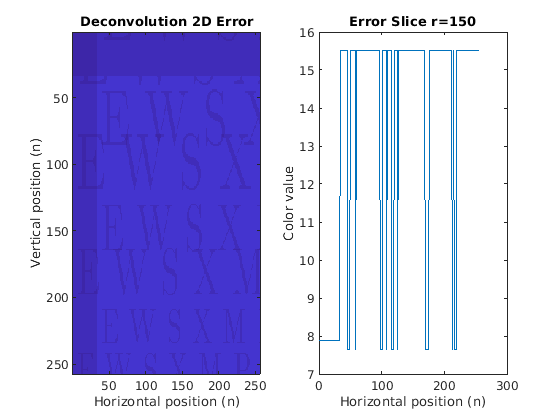 Deconvolution 2D Error
Error Slice r=150
Vertical position (n)
50
100
150
200
250
E W S
E W S X
E W S X
E W S X M
E W S X M
50 100 150 200 250
Horizontal position (n)
Color value
16
15
14
13
12
11
10
9
8
7
0 100 200 300
Horizontal position (n)